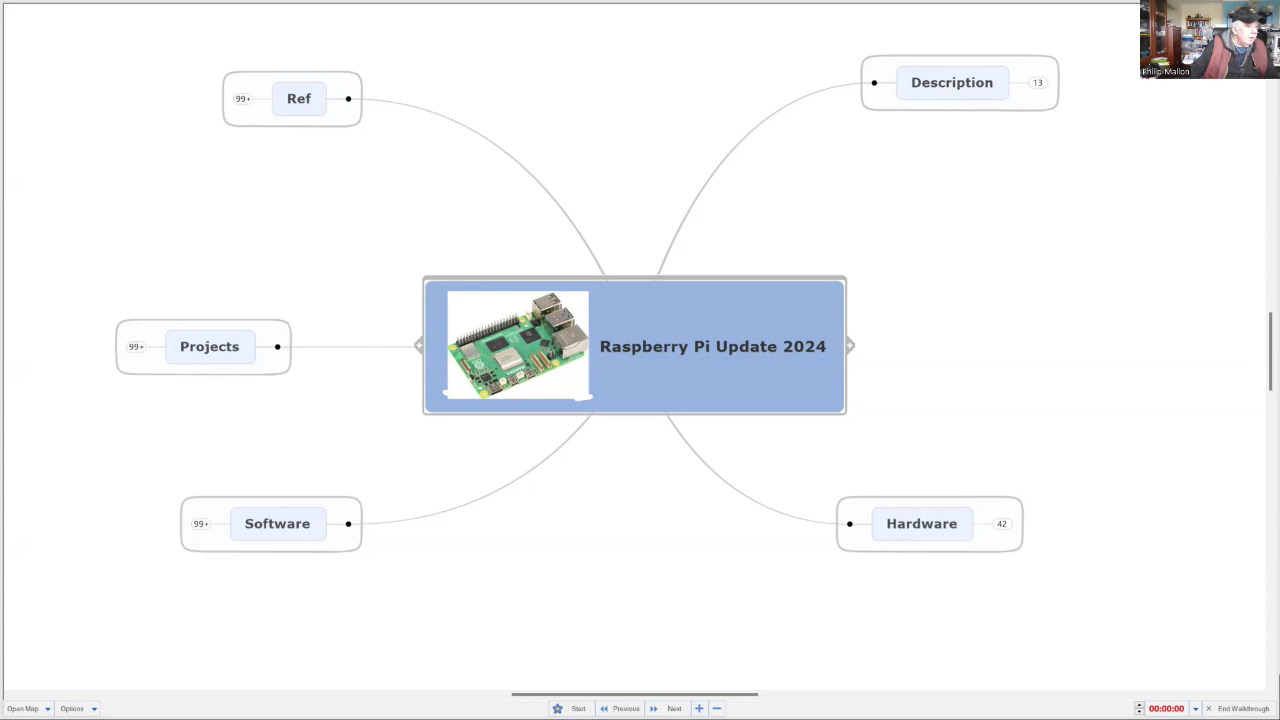 Philip Mallon
Ref
99+
Description
13
Projects
99+
Raspberry Pi Update 2024
Software
99+
Hardware
42
Open Map
Options
Start
Previous
Next
00:00:00
End Walkthrough